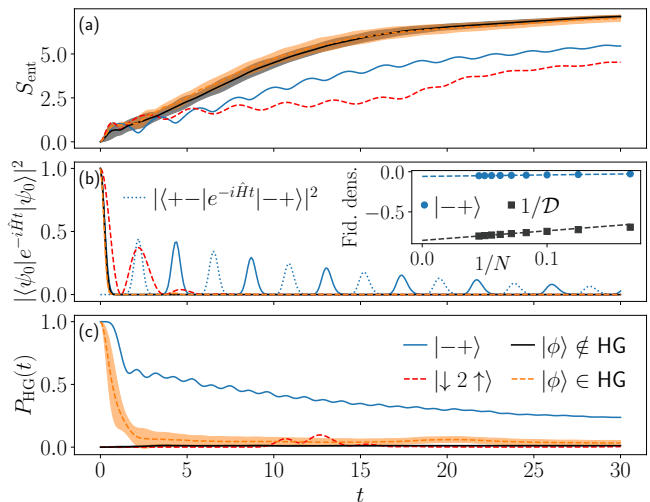 (a)
S_ent
0.0
2.5
5.0
(b)
|⟨ψ₀|e^{-iĤt}|ψ₀⟩|²
0.0
0.5
1.0
|⟨+−|e^{-iĤt}|−+⟩|²
Fid. dens.
0.0
−0.5
|−+⟩
1/𝒟
0.0
0.1
1/N
(c)
P_HG(t)
0.0
0.5
1.0
|−+⟩
|↓ 2 ↑⟩
|ϕ⟩ ∉ HG
|ϕ⟩ ∈ HG
0 5 10 15 20 25 30
t